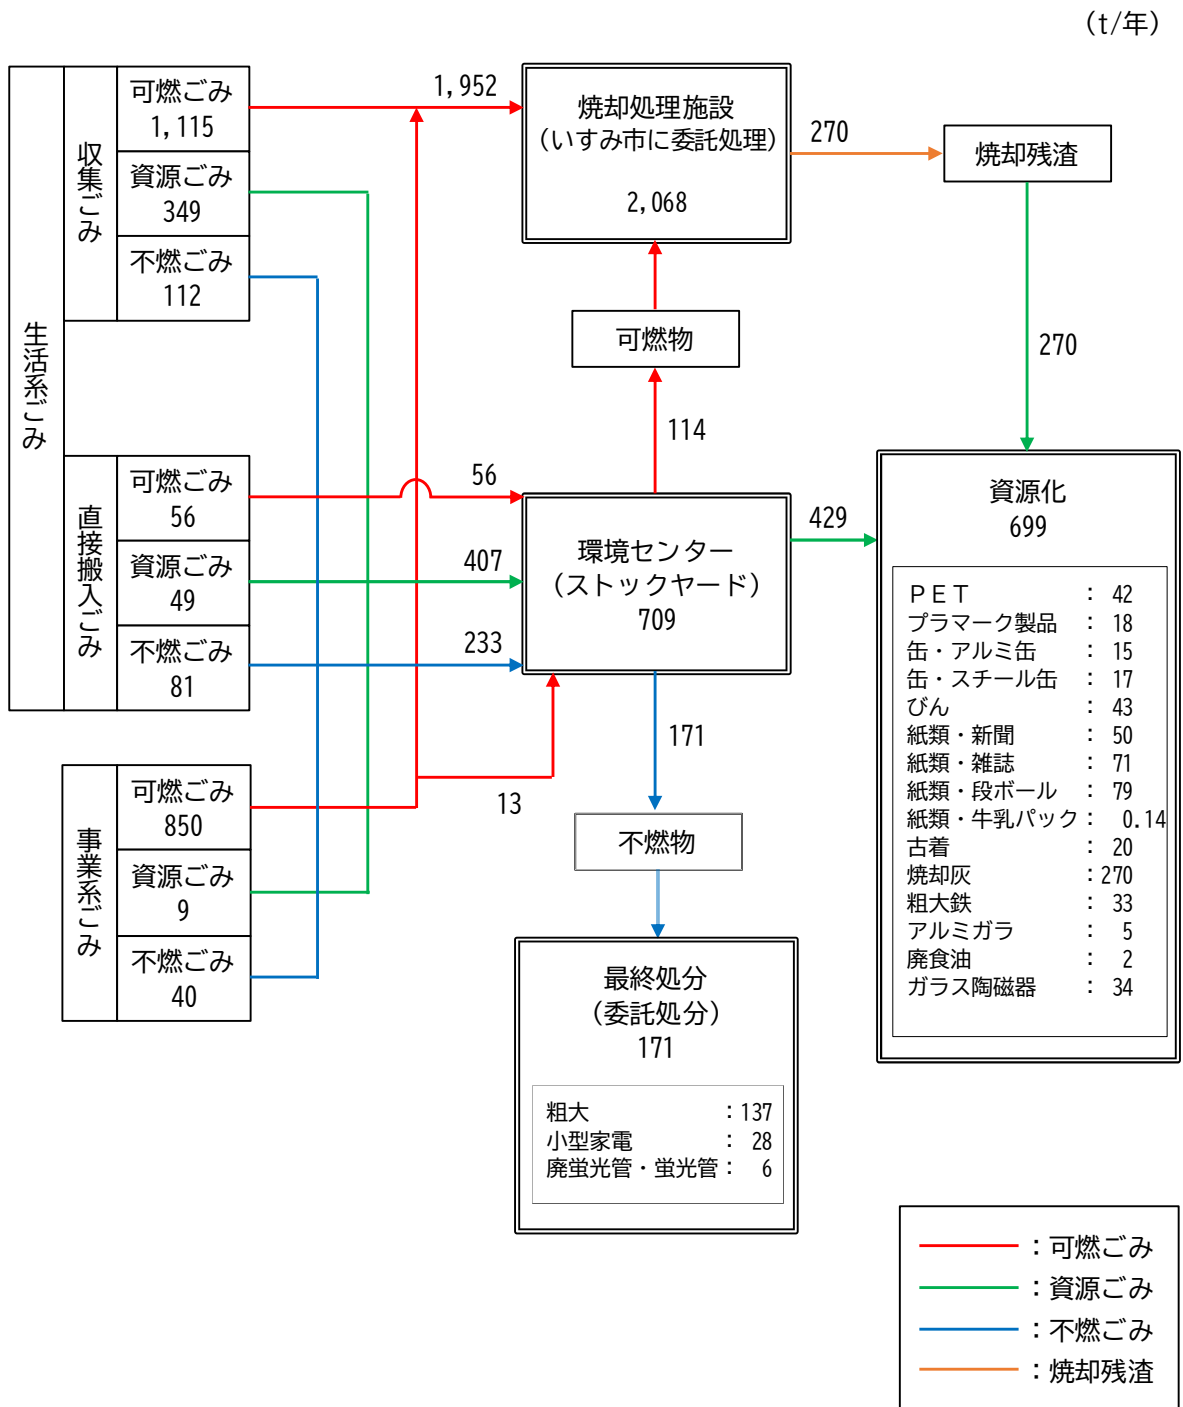 (t/年)
生活系ごみ
収集ごみ
可燃ごみ
1,115
資源ごみ
349
不燃ごみ
112
直接搬入ごみ
可燃ごみ
56
資源ごみ
49
不燃ごみ
81
事業系ごみ
可燃ごみ
850
資源ごみ
9
不燃ごみ
40
1,952
焼却処理施設
(いすみ市に委託処理)
2,068
270
焼却残渣
270
可燃物
114
56
407
233
13
環境センター
(ストックヤード)
709
429
171
不燃物
最終処分
(委託処分)
171
粗大 :137
小型家電 : 28
廃蛍光管・蛍光管: 6
資源化
699
PET : 42
プラマーク製品 : 18
缶・アルミ缶 : 15
缶・スチール缶 : 17
びん : 43
紙類・新聞 : 50
紙類・雑誌 : 71
紙類・段ボール : 79
紙類・牛乳パック: 0.14
古着 : 20
焼却灰 :270
粗大鉄 : 33
アルミガラ : 5
廃食油 : 2
ガラス陶磁器 : 34
:可燃ごみ
:資源ごみ
:不燃ごみ
:焼却残渣